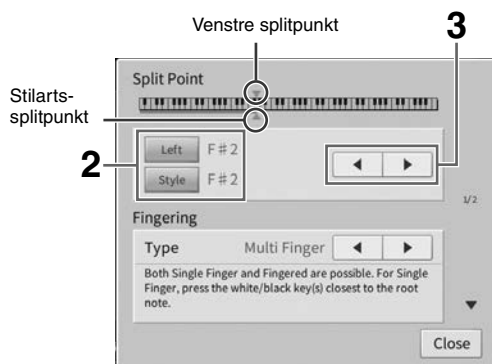 Venstre splitpunkt
3
Split Point
Stilarts-
splitpunkt
2
Left F#2
Style F#2
1/2
Fingering
Type Multi Finger
Both Single Finger and Fingered are possible. For Single
Finger, press the white/black key(s) closest to the root
note.
Close